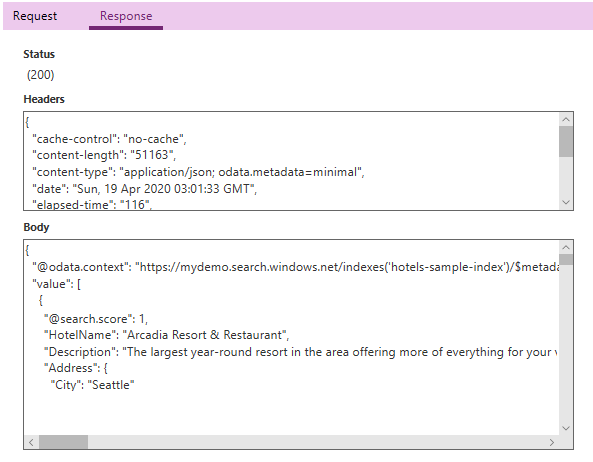 Request Response
Status
(200)
Headers
{
"cache-control": "no-cache",
"content-length": "51163",
"content-type": "application/json; odata.metadata=minimal",
"date": "Sun, 19 Apr 2020 03:01:33 GMT",
"elapsed-time": "116",
Body
{
"@odata.context": "https://mydemo.search.windows.net/indexes('hotels-sample-index')/$metada
"value": [
{
"@search.score": 1,
"HotelName": "Arcadia Resort & Restaurant",
"Description": "The largest year-round resort in the area offering more of everything for your v
"Address": {
"City": "Seattle"